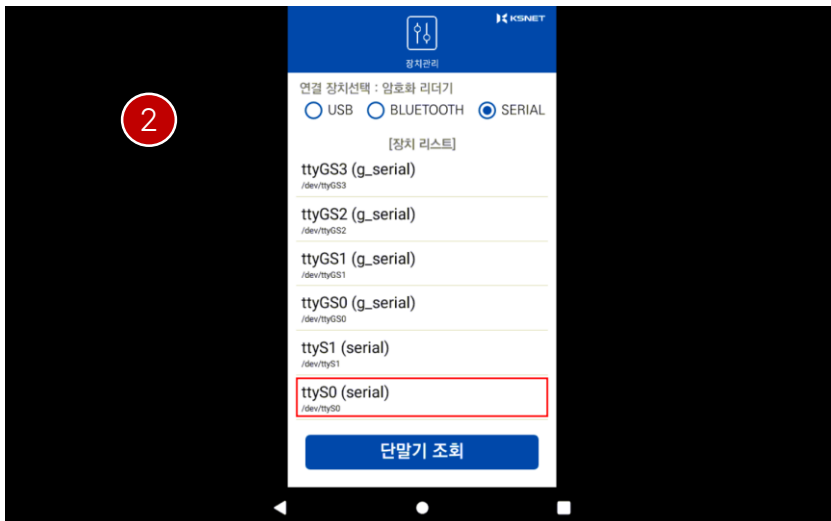 KSNET
장치관리
2
연결 장치선택 : 암호화 리더기
USB BLUETOOTH SERIAL
[장치 리스트]
ttyGS3 (g_serial)
/dev/ttyGS3
ttyGS2 (g_serial)
/dev/ttyGS2
ttyGS1 (g_serial)
/dev/ttyGS1
ttyGS0 (g_serial)
/dev/ttyGS0
ttyS1 (serial)
/dev/ttyS1
ttyS0 (serial)
/dev/ttyS0
단말기 조회